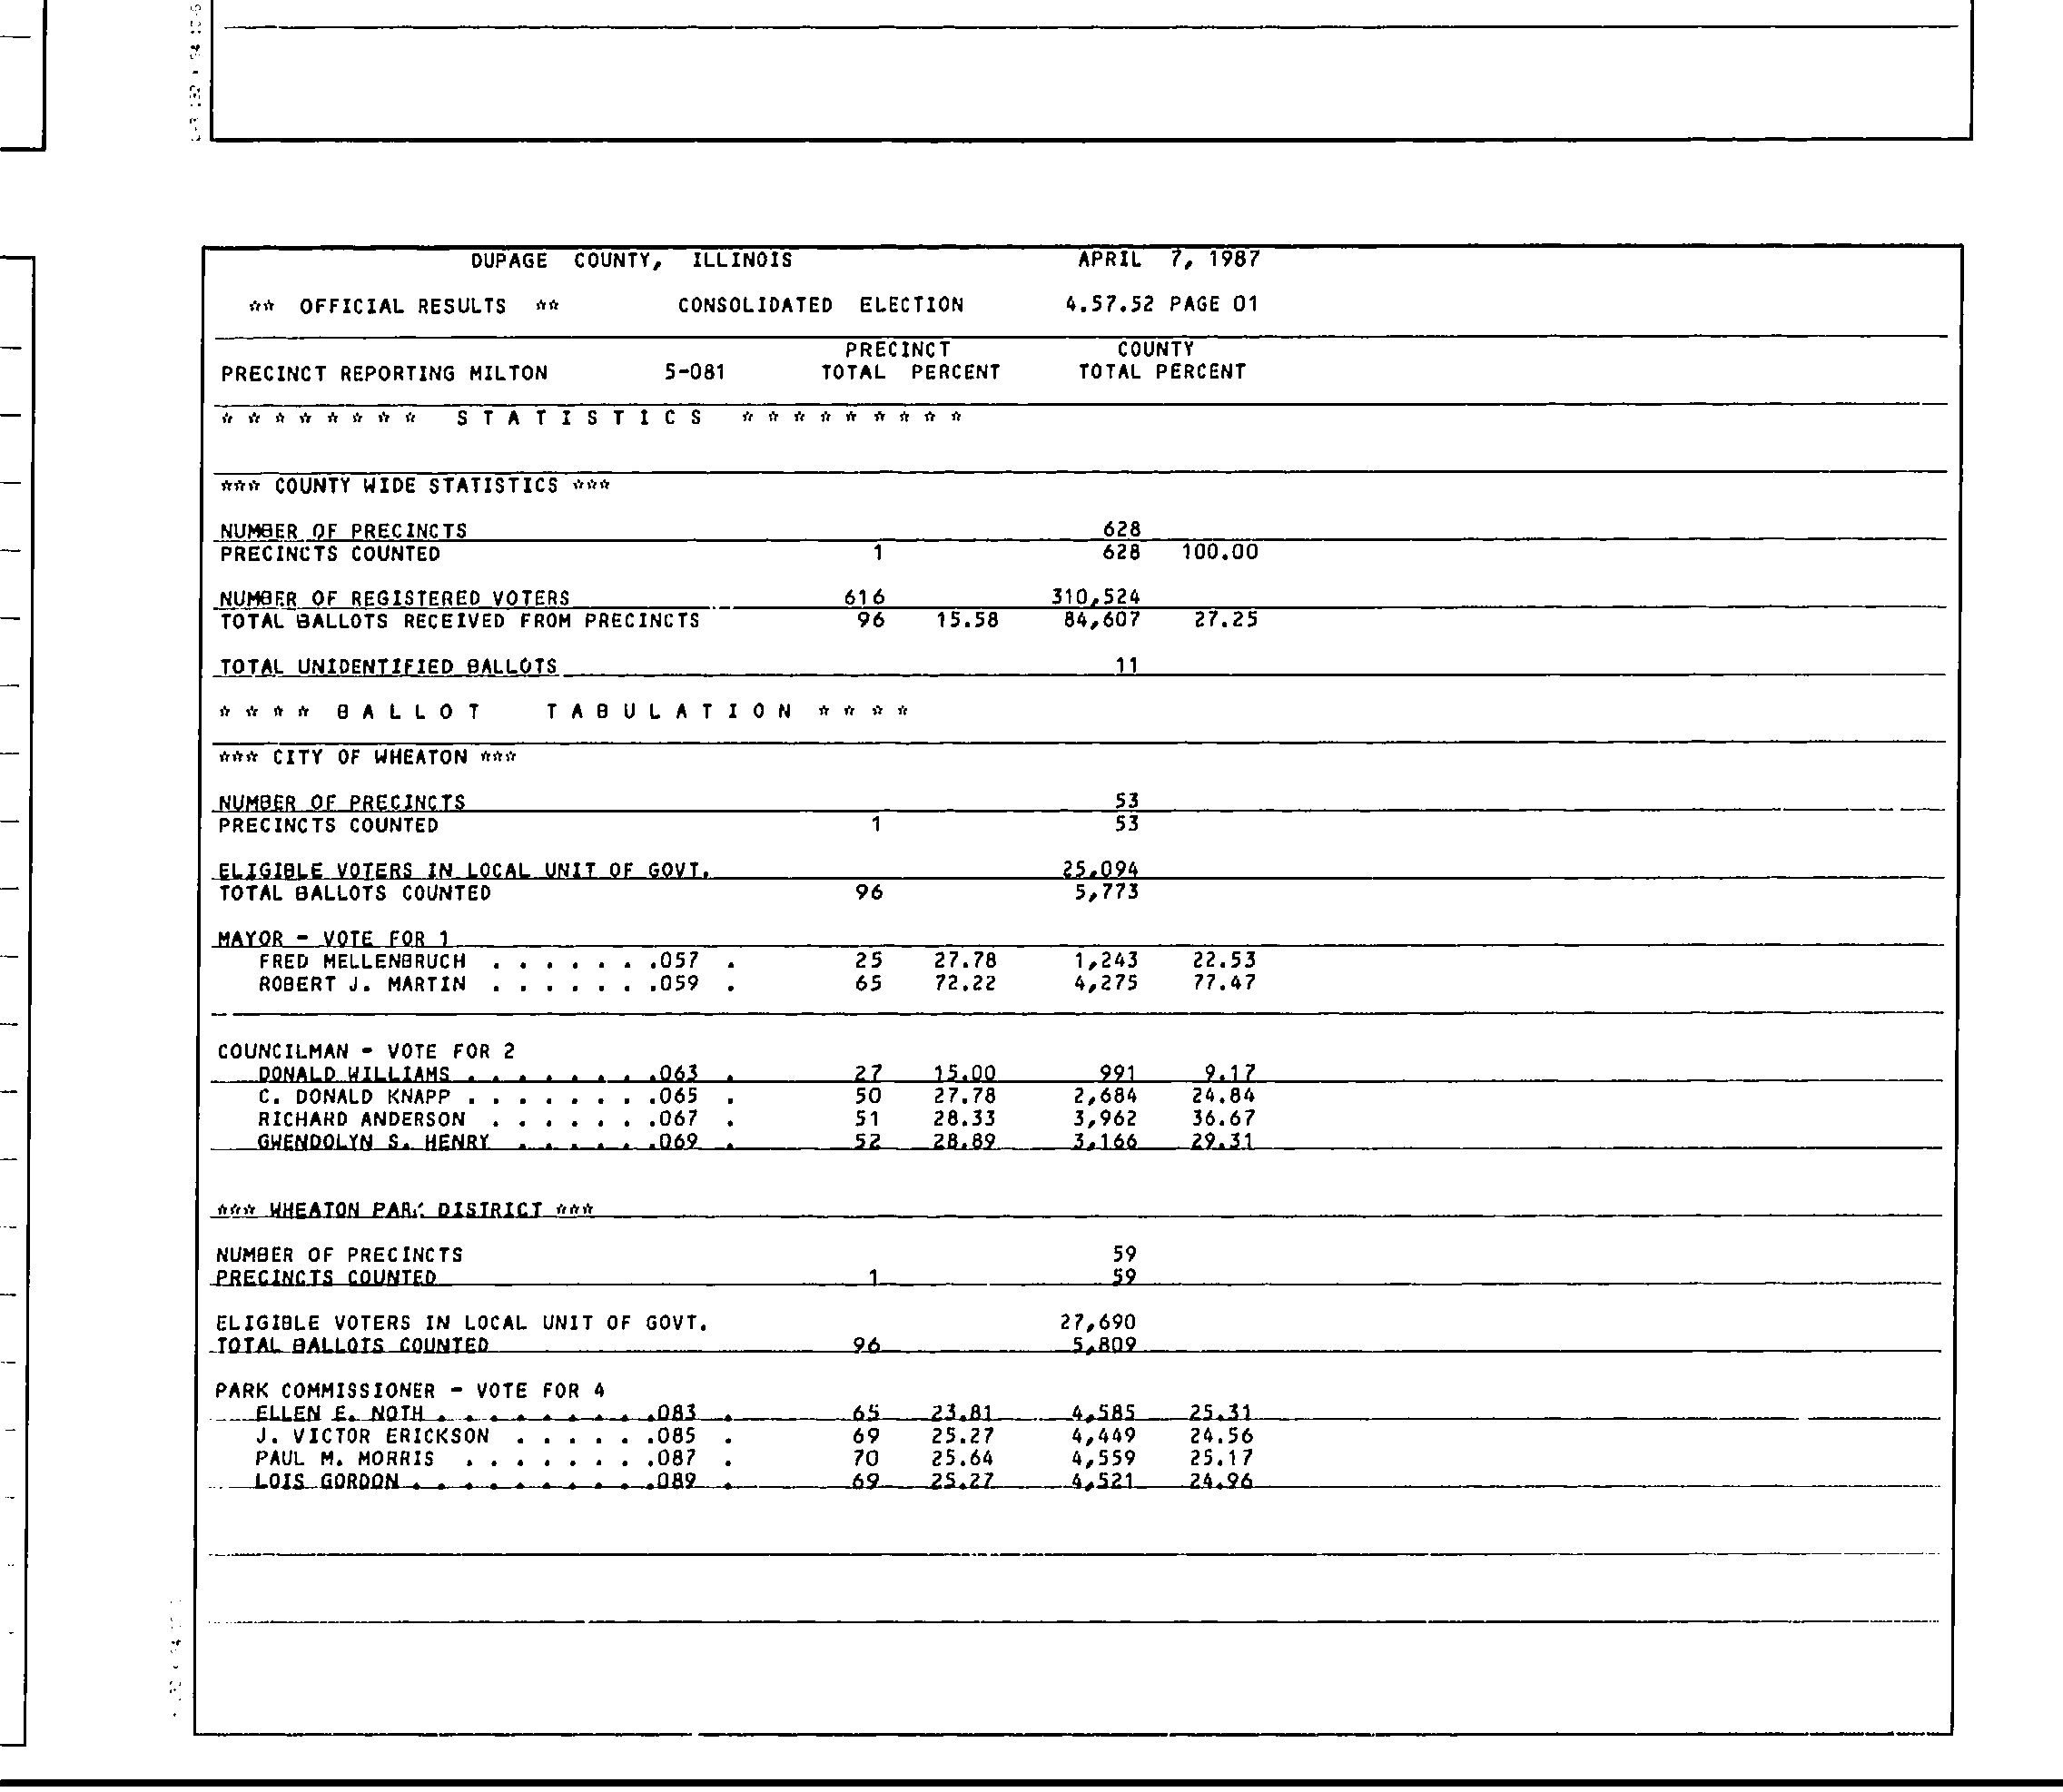 DUPAGE COUNTY, ILLINOIS APRIL 7, 1987
** OFFICIAL RESULTS ** CONSOLIDATED ELECTION 4.57.52 PAGE 01
PRECINCT COUNTY
PRECINCT REPORTING MILTON 5-081 TOTAL PERCENT TOTAL PERCENT
* * * * * * * * S T A T I S T I C S * * * * * * * * *
*** COUNTY WIDE STATISTICS ***
NUMBER OF PRECINCTS 628
PRECINCTS COUNTED 1 628 100.00
NUMBER OF REGISTERED VOTERS 616 310,524
TOTAL BALLOTS RECEIVED FROM PRECINCTS 96 15.58 84,607 27.25
TOTAL UNIDENTIFIED BALLOTS 11
* * * * B A L L O T T A B U L A T I O N * * * *
*** CITY OF WHEATON ***
NUMBER OF PRECINCTS 53
PRECINCTS COUNTED 1 53
ELIGIBLE VOTERS IN LOCAL UNIT OF GOVT. 25,094
TOTAL BALLOTS COUNTED 96 5,773
MAYOR - VOTE FOR 1
FRED MELLENBRUCH . . . . . . . .057 . 25 27.78 1,243 22.53
ROBERT J. MARTIN . . . . . . . .059 . 65 72.22 4,275 77.47
COUNCILMAN - VOTE FOR 2
DONALD WILLIAMS . . . . . . . .063 . 27 15.00 991 9.17
C. DONALD KNAPP . . . . . . . .065 . 50 27.78 2,684 24.84
RICHARD ANDERSON . . . . . . .067 . 51 28.33 3,962 36.67
GWENDOLYN S. HENRY . . . . . .069 . 52 28.89 3,166 29.31
*** WHEATON PARK DISTRICT ***
NUMBER OF PRECINCTS 59
PRECINCTS COUNTED 1 59
ELIGIBLE VOTERS IN LOCAL UNIT OF GOVT. 27,690
TOTAL BALLOTS COUNTED 96 5,809
PARK COMMISSIONER - VOTE FOR 4
ELLEN E. NOTH . . . . . . . . .083 . 65 23.81 4,585 25.31
J. VICTOR ERICKSON . . . . . .085 . 69 25.27 4,449 24.56
PAUL M. MORRIS . . . . . . . .087 . 70 25.64 4,559 25.17
LOIS GORDON . . . . . . . . . .089 . 69 25.27 4,521 24.96